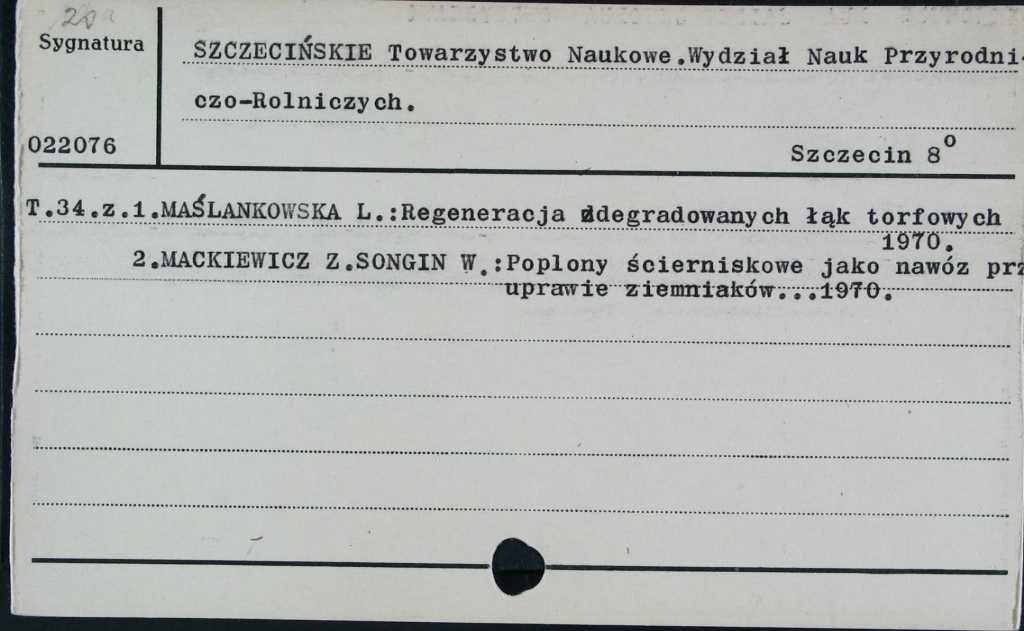 20
Sygnatura
SZCZECIŃSKIE Towarzystwo Naukowe.Wydział Nauk Przyrodni-
czo-Rolniczych.
022076
Szczecin 8°
T.34.z.1.MAŚLANKOWSKA L.:Regeneracja zdegradowanych łąk torfowych
1970.
2.MACKIEWICZ Z.SONGIN W.:Poplony ścierniskowe jako nawóz prz
uprawie ziemniaków...1970.